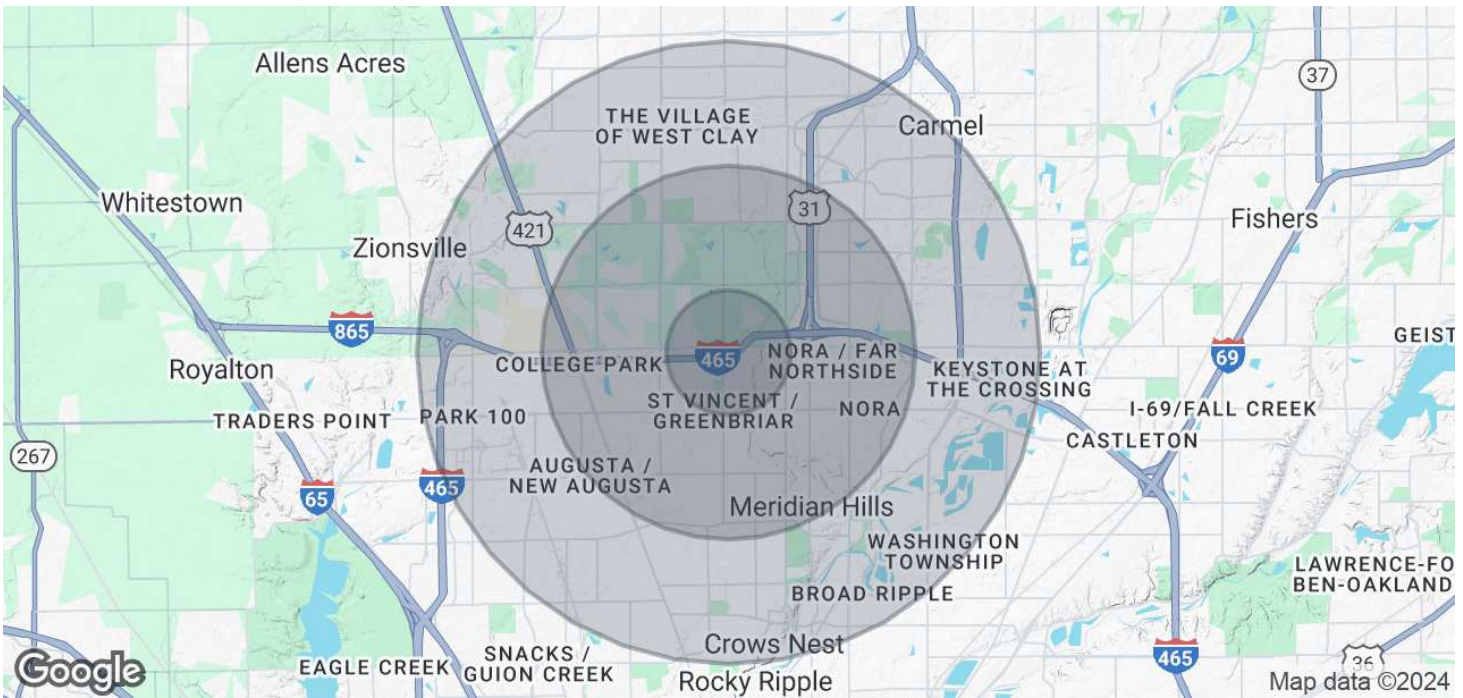 Allens Acres
37
THE VILLAGE
OF WEST CLAY
Carmel
Whitestown
31
421
Fishers
Zionsville
865
465
69
GEIST
Royalton
COLLEGE PARK
NORA / FAR
NORTHSIDE
KEYSTONE AT
THE CROSSING
ST VINCENT /
GREENBRIAR
NORA
I-69/FALL CREEK
TRADERS POINT
PARK 100
CASTLETON
267
AUGUSTA /
NEW AUGUSTA
65
465
Meridian Hills
WASHINGTON
TOWNSHIP
LAWRENCE-FO
BEN-OAKLAND
BROAD RIPPLE
Crows Nest
SNACKS /
GUION CREEK
EAGLE CREEK
465
36
Google
Rocky Ripple
Map data ©2024